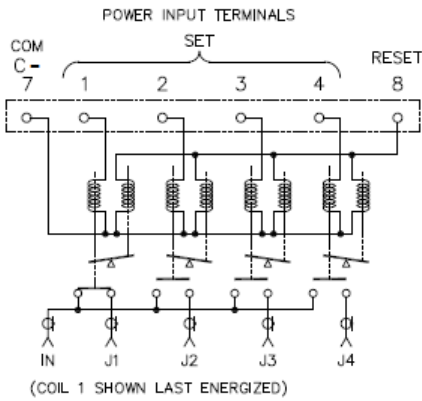 POWER INPUT TERMINALS
SET
COM
C -
RESET
7 1 2 3 4 8
IN J1 J2 J3 J4
(COIL 1 SHOWN LAST ENERGIZED)